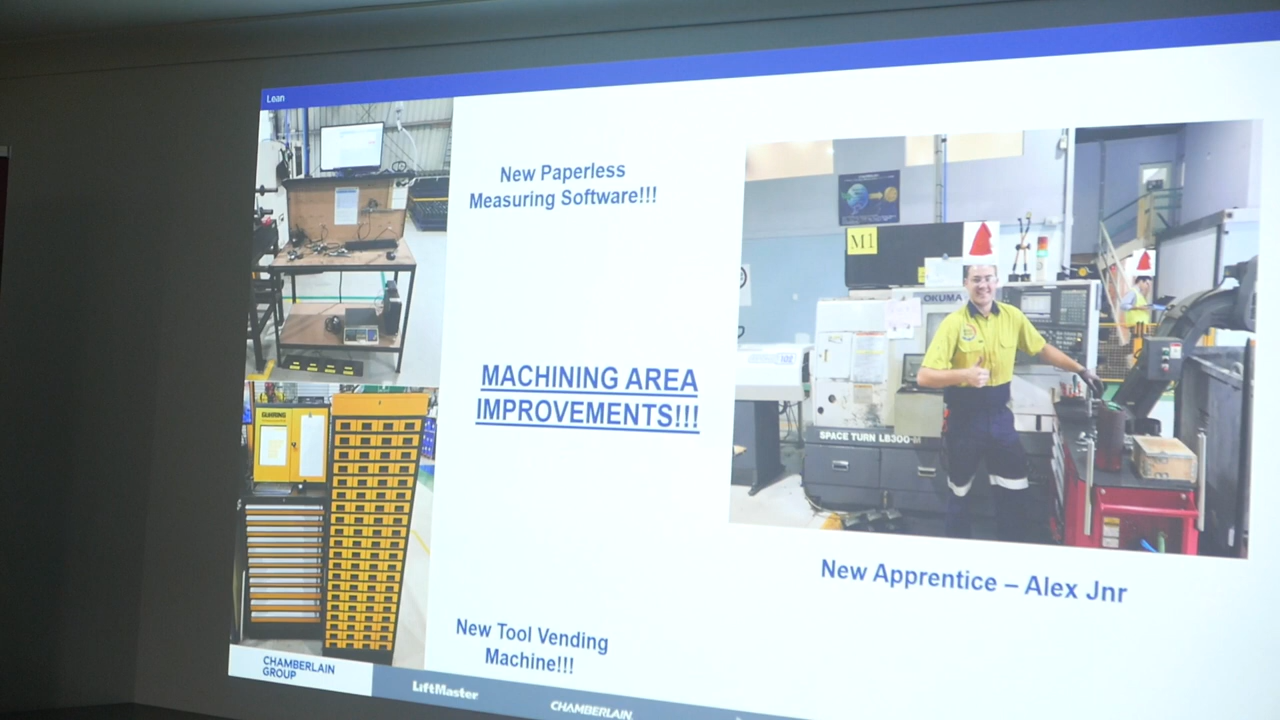 Lean
New Paperless
Measuring Software!!!
MACHINING AREA
IMPROVEMENTS!!!
M1
OKUMA
SPACE TURN LB300-M
New Apprentice – Alex Jnr
GUHRING
New Tool Vending
Machine!!!
CHAMBERLAIN
GROUP
LiftMaster
CHAMBERLAIN